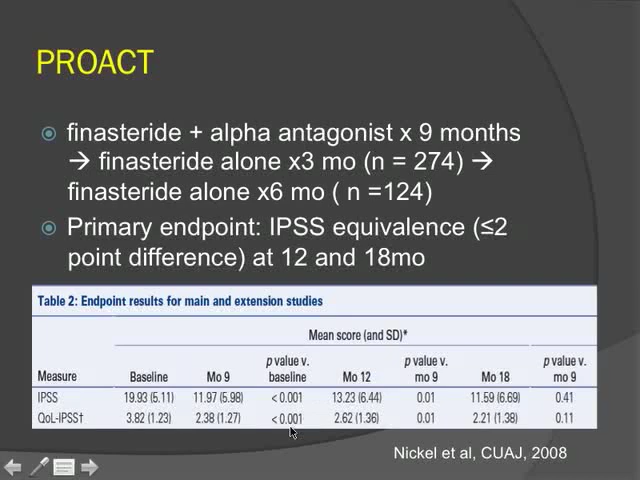 PROACT
finasteride + alpha antagonist x 9 months
→ finasteride alone x3 mo (n = 274) →
finasteride alone x6 mo ( n =124)
Primary endpoint: IPSS equivalence (≤2
point difference) at 12 and 18mo
Table 2: Endpoint results for main and extension studies
Mean score (and SD)*
p value v. p value v. p value v.
Measure Baseline Mo 9 baseline Mo 12 mo 9 Mo 18 mo 9
IPSS 19.93 (5.11) 11.97 (5.98) < 0.001 13.23 (6.44) 0.01 11.59 (6.69) 0.41
QoL-IPSS† 3.82 (1.23) 2.38 (1.27) < 0.001 2.62 (1.36) 0.01 2.21 (1.38) 0.11
Nickel et al, CUAJ, 2008